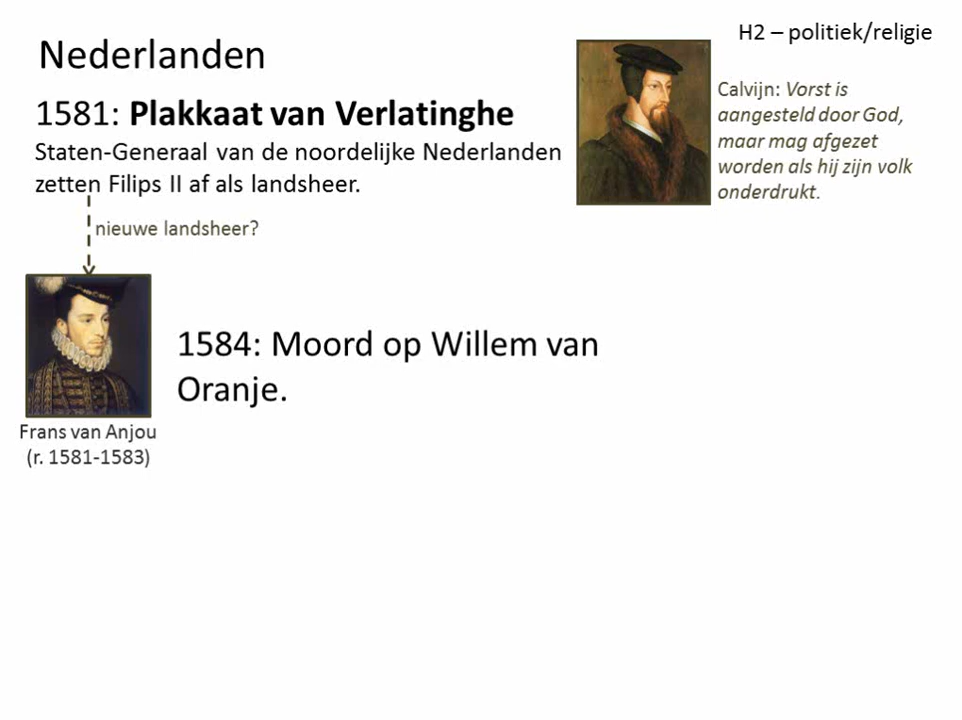 H2 – politiek/religie
Nederlanden
1581: Plakkaat van Verlatinghe
Staten-Generaal van de noordelijke Nederlanden
zetten Filips II af als landsheer.
Calvijn: Vorst is
aangesteld door God,
maar mag afgezet
worden als hij zijn volk
onderdrukt.
nieuwe landsheer?
1584: Moord op Willem van
Oranje.
Frans van Anjou
(r. 1581-1583)